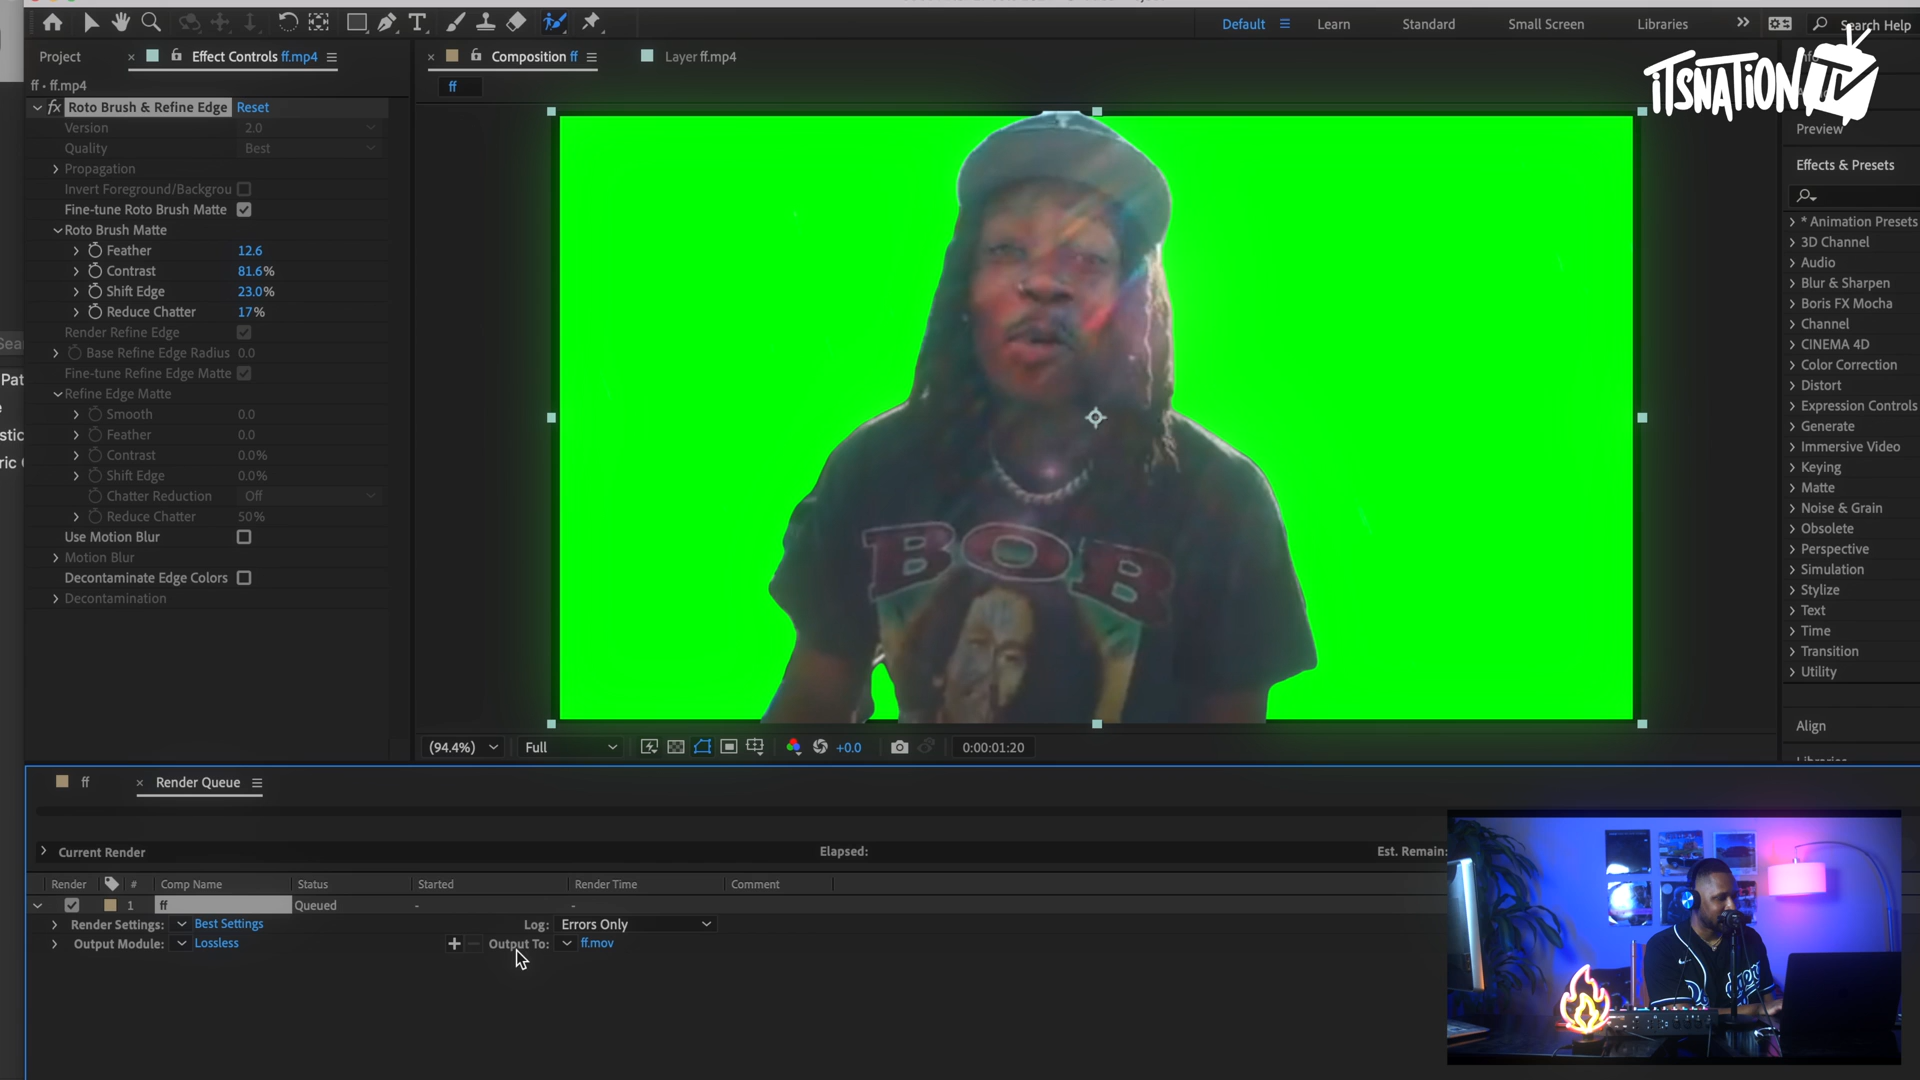 Default
Learn
Standard
Small Screen
Libraries
Search Help
ITSNATION TV
Project
Effect Controls ff.mp4
Composition ff
Layer ff.mp4
ff • ff.mp4
ff
fx Roto Brush & Refine Edge Reset
Version 2.0
Quality Best
Propagation
Invert Foreground/Backgrou
Fine-tune Roto Brush Matte
Roto Brush Matte
Feather 12.6
Contrast 81.6%
Shift Edge 23.0%
Reduce Chatter 17%
Render Refine Edge
Base Refine Edge Radius 0.0
Fine-tune Refine Edge Matte
Refine Edge Matte
Smooth 0.0
Feather 0.0
Contrast 0.0%
Shift Edge 0.0%
Chatter Reduction Off
Reduce Chatter 50%
Use Motion Blur
Motion Blur
Decontaminate Edge Colors
Decontamination
Pat
stic
ric
BOB
Preview
Effects & Presets
* Animation Presets
3D Channel
Audio
Blur & Sharpen
Boris FX Mocha
Channel
CINEMA 4D
Color Correction
Distort
Expression Controls
Generate
Immersive Video
Keying
Matte
Noise & Grain
Obsolete
Perspective
Simulation
Stylize
Text
Time
Transition
Utility
Align
(94.4%)
Full
+0.0
0:00:01:20
ff
Render Queue
Current Render
Elapsed:
Est. Remain:
Render # Comp Name Status Started Render Time Comment
1 ff Queued - -
Render Settings: Best Settings Log: Errors Only
Output Module: Lossless Output To: ff.mov